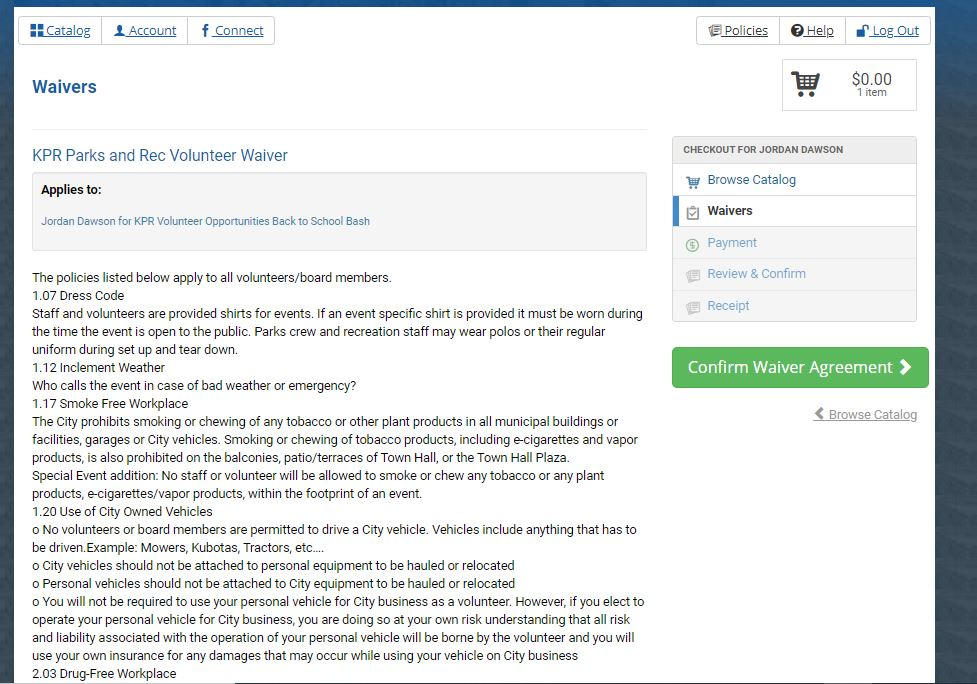 Catalog Account Connect Policies Help Log Out
Waivers
$0.00
1 item
KPR Parks and Rec Volunteer Waiver
Applies to:
Jordan Dawson for KPR Volunteer Opportunities Back to School Bash
The policies listed below apply to all volunteers/board members.
1.07 Dress Code
Staff and volunteers are provided shirts for events. If an event specific shirt is provided it must be worn during
the time the event is open to the public. Parks crew and recreation staff may wear polos or their regular
uniform during set up and tear down.
1.12 Inclement Weather
Who calls the event in case of bad weather or emergency?
1.17 Smoke Free Workplace
The City prohibits smoking or chewing of any tobacco or other plant products in all municipal buildings or
facilities, garages or City vehicles. Smoking or chewing of tobacco products, including e-cigarettes and vapor
products, is also prohibited on the balconies, patio/terraces of Town Hall, or the Town Hall Plaza.
Special Event addition: No staff or volunteer will be allowed to smoke or chew any tobacco or any plant
products, e-cigarettes/vapor products, within the footprint of an event.
1.20 Use of City Owned Vehicles
o No volunteers or board members are permitted to drive a City vehicle. Vehicles include anything that has to
be driven.Example: Mowers, Kubotas, Tractors, etc....
o City vehicles should not be attached to personal equipment to be hauled or relocated
o Personal vehicles should not be attached to City equipment to be hauled or relocated
o You will not be required to use your personal vehicle for City business as a volunteer. However, if you elect to
operate your personal vehicle for City business, you are doing so at your own risk understanding that all risk
and liability associated with the operation of your personal vehicle will be borne by the volunteer and you will
use your own insurance for any damages that may occur while using your vehicle on City business
2.03 Drug-Free Workplace
CHECKOUT FOR JORDAN DAWSON
Browse Catalog
Waivers
Payment
Review & Confirm
Receipt
Confirm Waiver Agreement
Browse Catalog